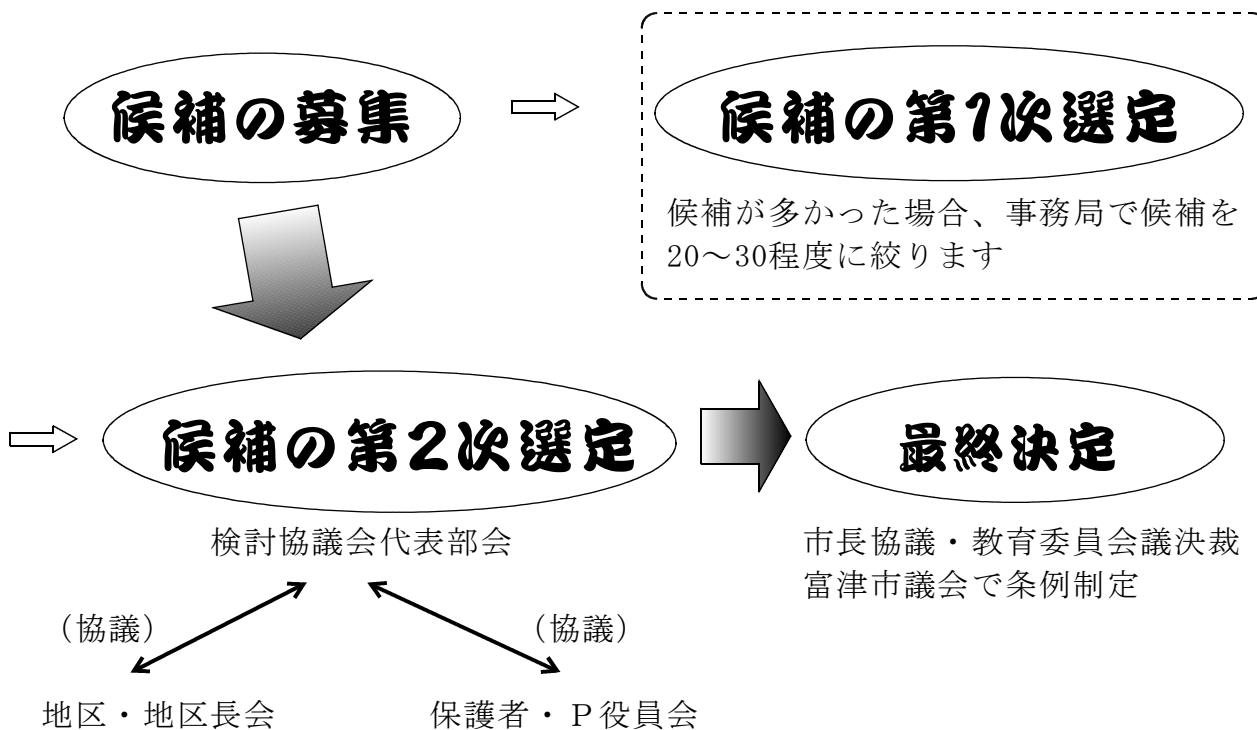 候補の募集
候補の第1次選定
候補が多かった場合、事務局で候補を
20～30程度に絞ります
候補の第2次選定
検討協議会代表部会
（協議）
（協議）
地区・地区長会
保護者・Ｐ役員会
最終決定
市長協議・教育委員会議決裁
富津市議会で条例制定